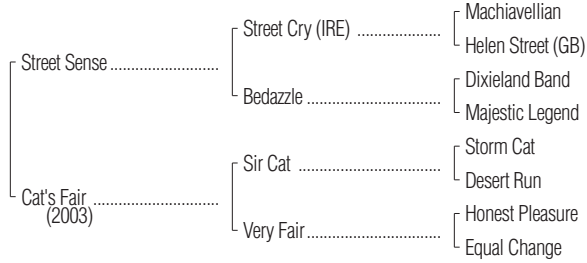 Machiavellian
Street Cry (IRE)
Helen Street (GB)
Street Sense
Dixieland Band
Bedazzle
Majestic Legend
Storm Cat
Sir Cat
Desert Run
Cat's Fair
(2003)
Honest Pleasure
Very Fair
Equal Change